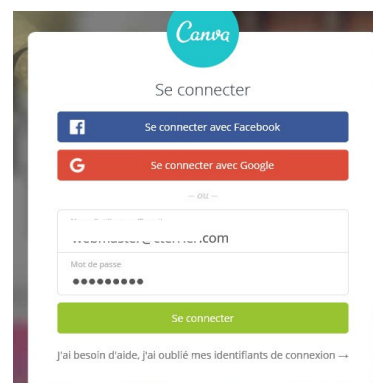 Canva
Se connecter
Se connecter avec Facebook
G
Se connecter avec Google
– ou –
.com
Mot de passe
●●●●●●●●●
Se connecter
J'ai besoin d'aide, j'ai oublié mes identifiants de connexion →